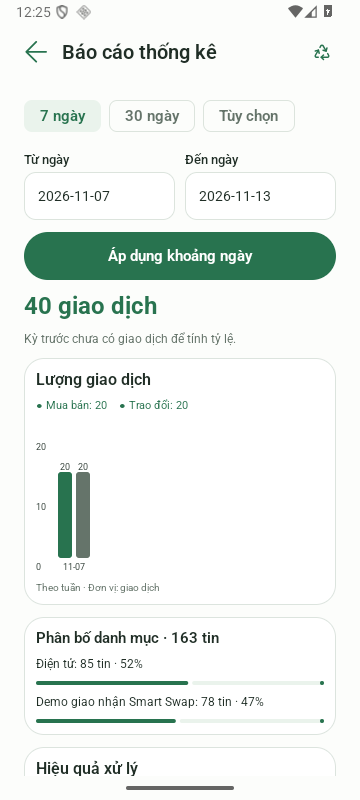 12:25
Báo cáo thống kê
7 ngày 30 ngày Tùy chọn
Từ ngày Đến ngày
2026-11-07 2026-11-13
Áp dụng khoảng ngày
40 giao dịch
Kỳ trước chưa có giao dịch để tính tỷ lệ.
Lượng giao dịch
• Mua bán: 20 • Trao đổi: 20
20
20 20
10
0 11-07
Theo tuần · Đơn vị: giao dịch
Phân bố danh mục · 163 tin
Điện tử: 85 tin · 52%
Demo giao nhận Smart Swap: 78 tin · 47%
Hiệu quả xử lý